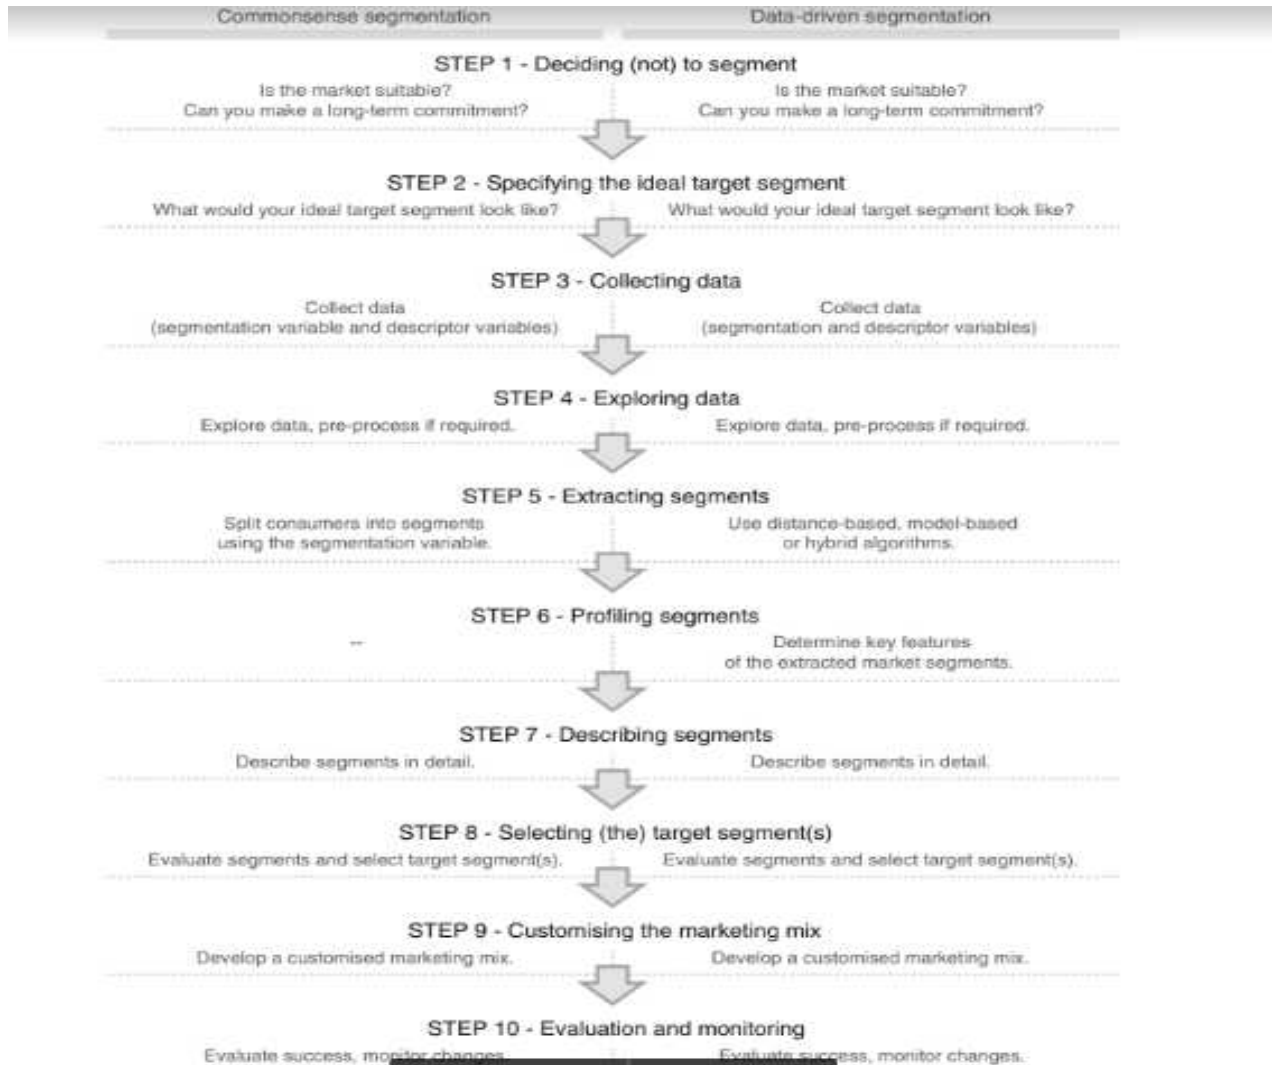 Commonsense segmentation Data-driven segmentation
STEP 1 - Deciding (not) to segment
Is the market suitable? Is the market suitable?
Can you make a long-term commitment? Can you make a long-term commitment?
STEP 2 - Specifying the ideal target segment
What would your ideal target segment look like? What would your ideal target segment look like?
STEP 3 - Collecting data
Collect data Collect data
(segmentation variable and descriptor variables) (segmentation and descriptor variables)
STEP 4 - Exploring data
Explore data, pre-process if required. Explore data, pre-process if required.
STEP 5 - Extracting segments
Split consumers into segments Use distance-based, model-based
using the segmentation variable. or hybrid algorithms.
STEP 6 - Profiling segments
-- Determine key features
of the extracted market segments.
STEP 7 - Describing segments
Describe segments in detail. Describe segments in detail.
STEP 8 - Selecting (the) target segment(s)
Evaluate segments and select target segment(s). Evaluate segments and select target segment(s).
STEP 9 - Customising the marketing mix
Develop a customised marketing mix. Develop a customised marketing mix.
STEP 10 - Evaluation and monitoring
Evaluate success, monitor changes. Evaluate success, monitor changes.